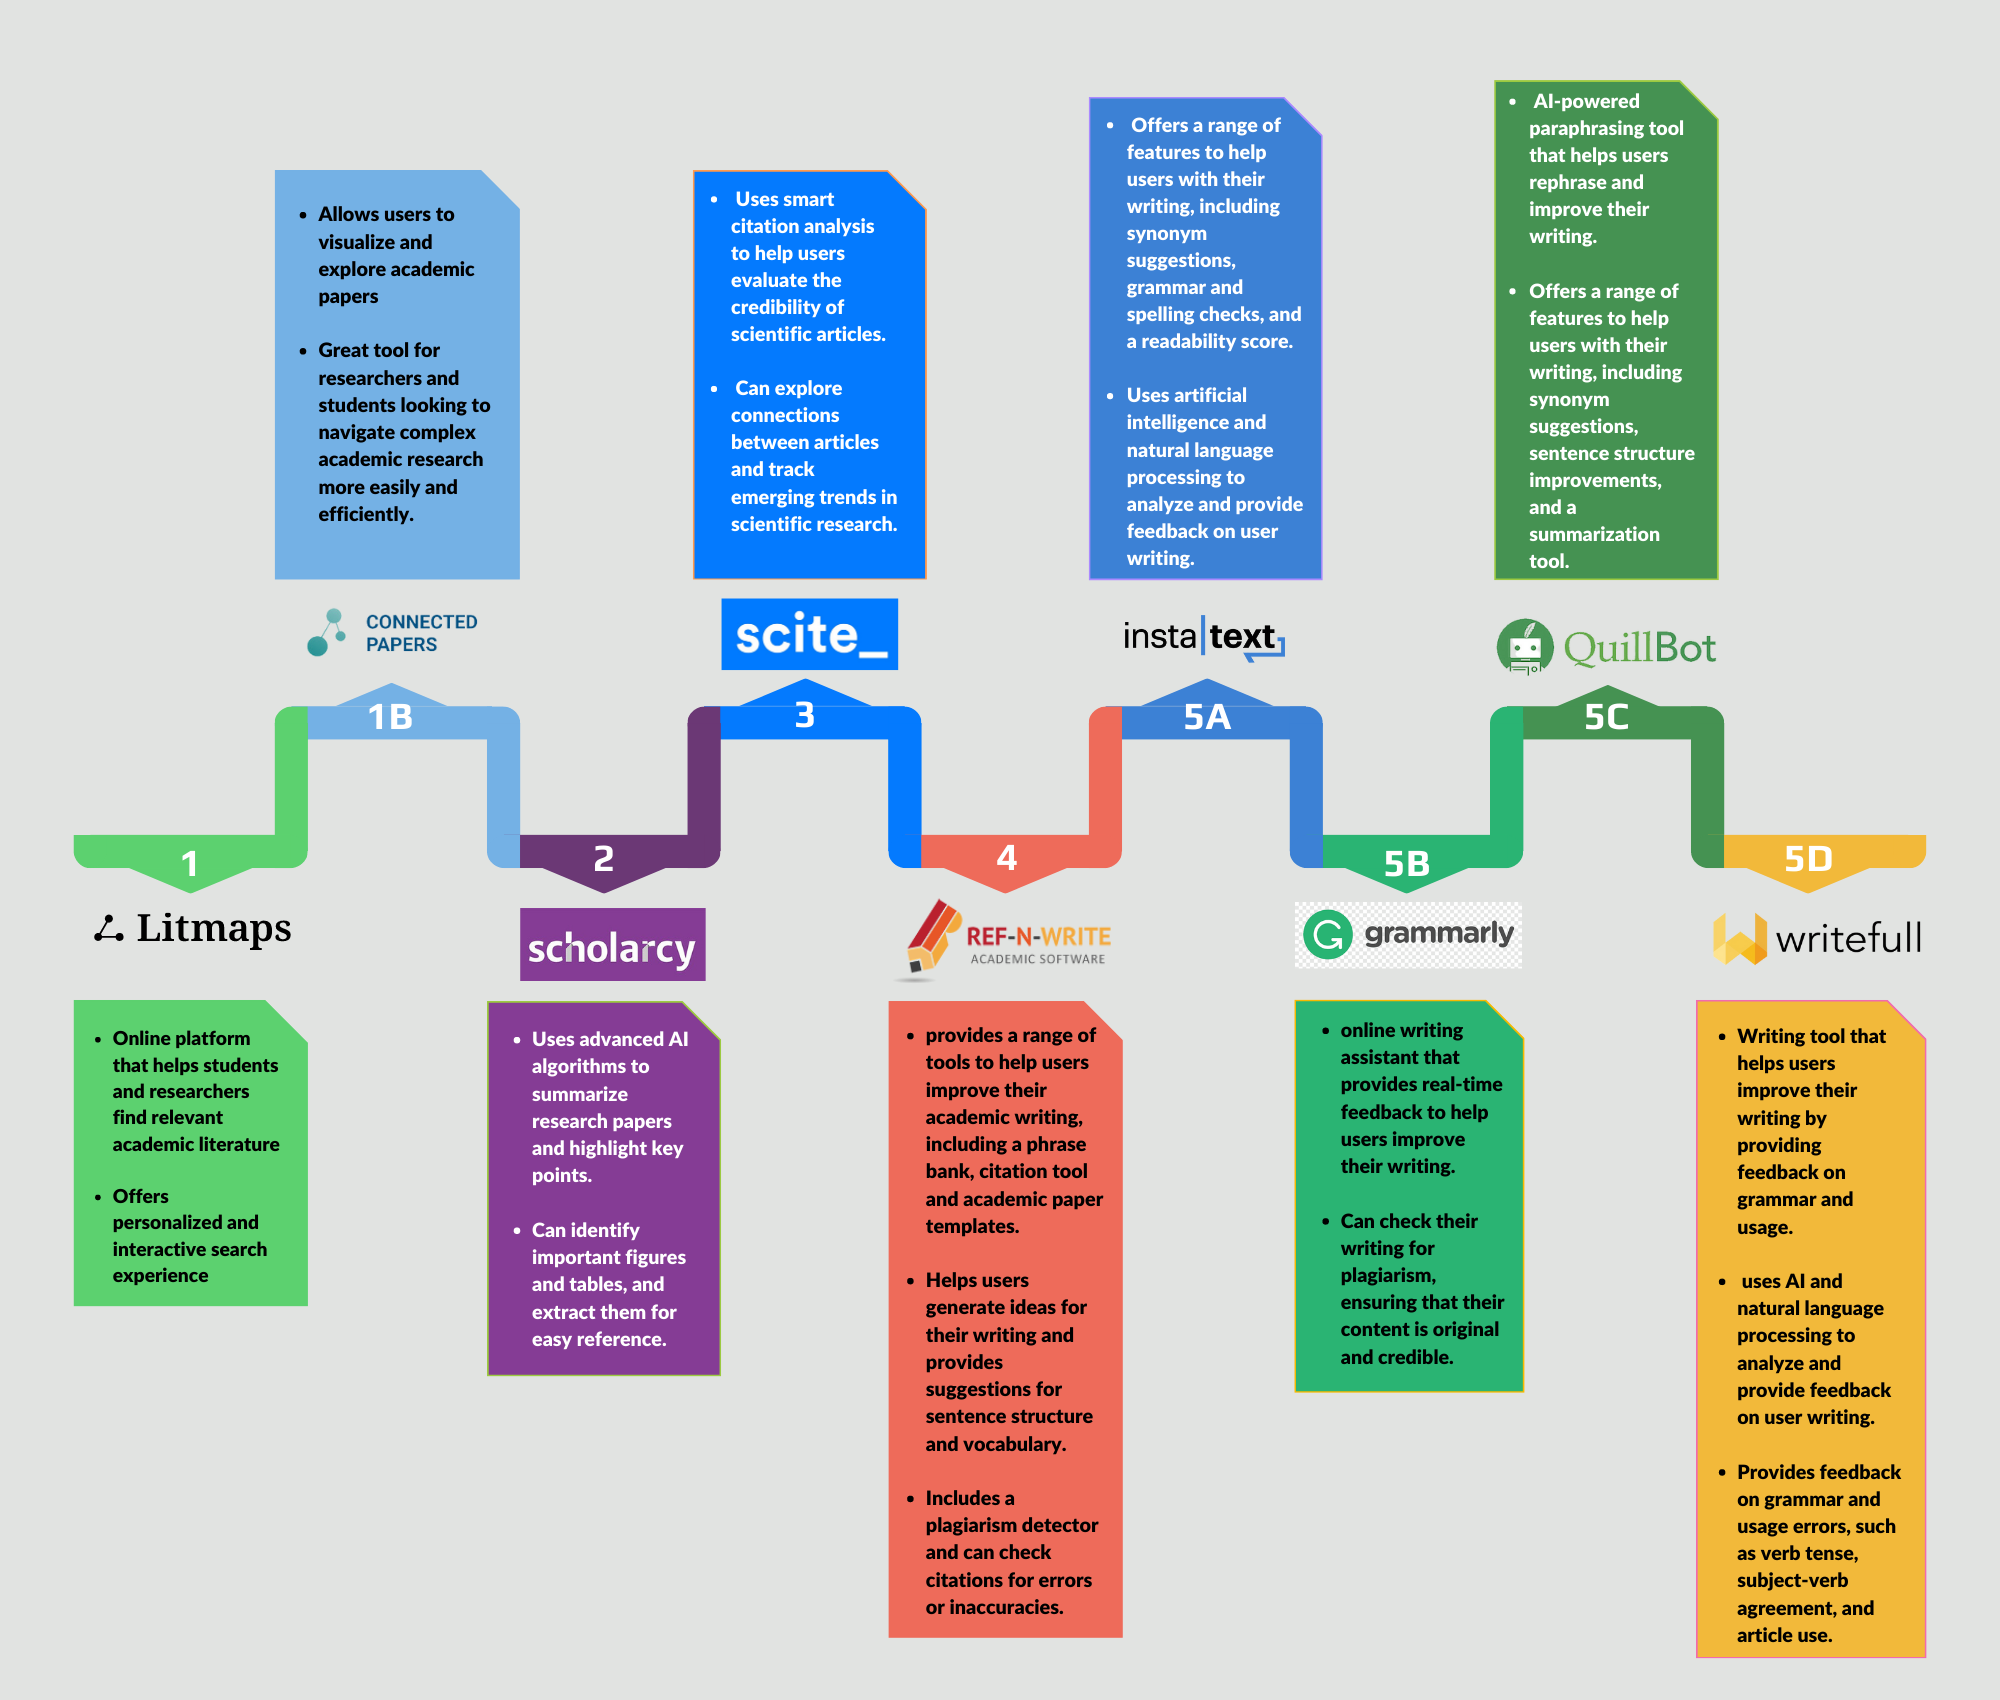 Allows users to
visualize and
explore academic
papers
Great tool for
researchers and
students looking to
navigate complex
academic research
more easily and
efficiently.
CONNECTED
PAPERS
1B
Uses smart
citation analysis
to help users
evaluate the
credibility of
scientific articles.
Can explore
connections
between articles
and track
emerging trends in
scientific research.
scite_
3
Offers a range of
features to help
users with their
writing, including
synonym
suggestions,
grammar and
spelling checks, and
a readability score.
Uses artificial
intelligence and
natural language
processing to
analyze and provide
feedback on user
writing.
insta|text
5A
AI-powered
paraphrasing tool
that helps users
rephrase and
improve their
writing.
Offers a range of
features to help
users with their
writing, including
synonym
suggestions,
sentence structure
improvements,
and a
summarization
tool.
QuillBot
5C
1
Litmaps
Online platform
that helps students
and researchers
find relevant
academic literature
Offers
personalized and
interactive search
experience
2
scholarcy
Uses advanced AI
algorithms to
summarize
research papers
and highlight key
points.
Can identify
important figures
and tables, and
extract them for
easy reference.
4
REF-N-WRITE
ACADEMIC SOFTWARE
provides a range of
tools to help users
improve their
academic writing,
including a phrase
bank, citation tool
and academic paper
templates.
Helps users
generate ideas for
their writing and
provides
suggestions for
sentence structure
and vocabulary.
Includes a
plagiarism detector
and can check
citations for errors
or inaccuracies.
5B
grammarly
online writing
assistant that
provides real-time
feedback to help
users improve
their writing.
Can check their
writing for
plagiarism,
ensuring that their
content is original
and credible.
5D
writefull
Writing tool that
helps users
improve their
writing by
providing
feedback on
grammar and
usage.
uses AI and
natural language
processing to
analyze and
provide feedback
on user writing.
Provides feedback
on grammar and
usage errors, such
as verb tense,
subject-verb
agreement, and
article use.